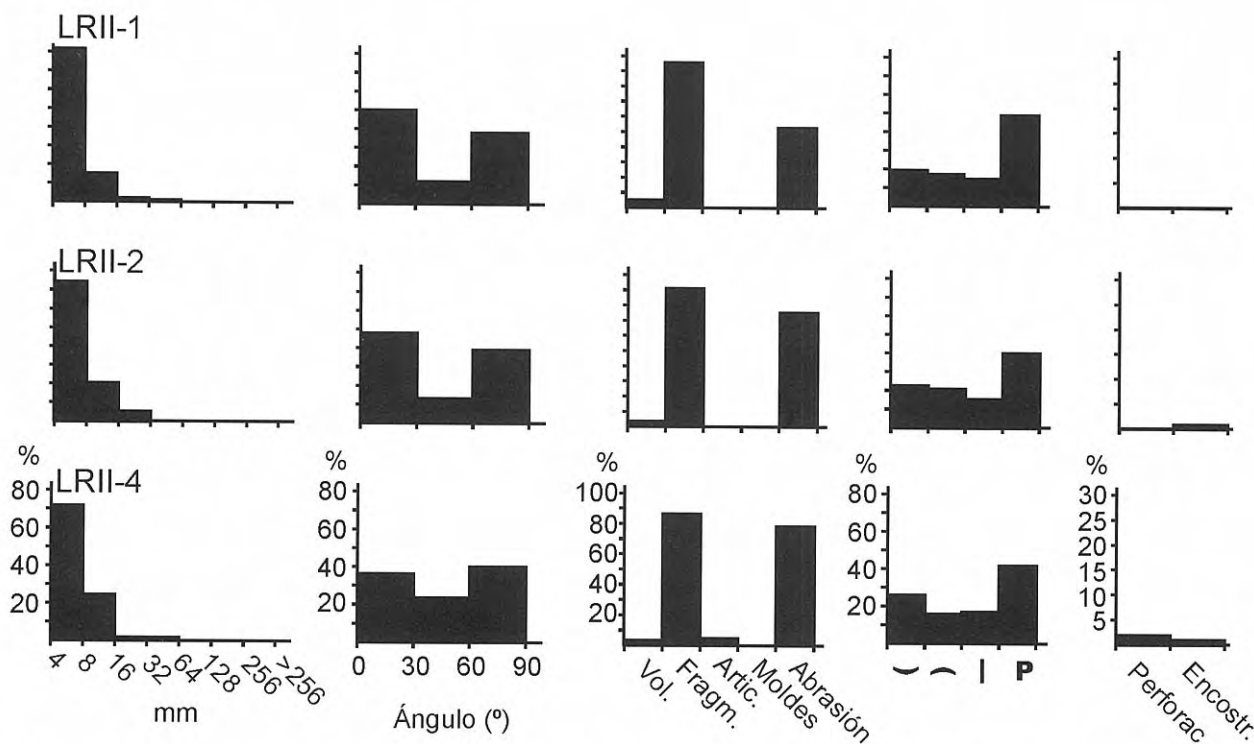 LRII-1
LRII-2
LRII-4
% % % % %
80 80 100 80 30
60 60 80 60 25
40 40 60 40 20
20 20 40 20 15
20 10
5
4 8 16 32 64 128 256 >256
0 30 60 90
Vol. Fragm. Artic. Moldes Abrasión
P
Perforac Encostr.
mm
Ángulo (º)